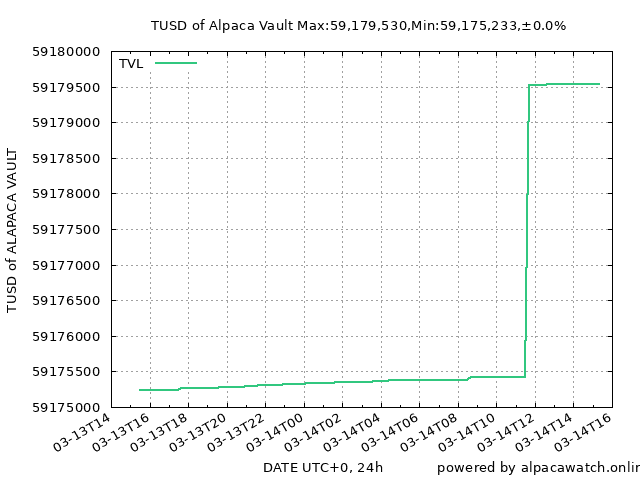 TUSD of Alpaca Vault Max:59,179,530,Min:59,175,233,±0.0%
TVL
59180000
59179500
59179000
59178500
59178000
59177500
59177000
59176500
59176000
59175500
59175000
TUSD of ALAPACA VAULT
03-13T14
03-13T16
03-13T18
03-13T20
03-13T22
03-14T00
03-14T02
03-14T04
03-14T06
03-14T08
03-14T10
03-14T12
03-14T14
03-14T16
DATE UTC+0, 24h
powered by alpacawatch.onlin